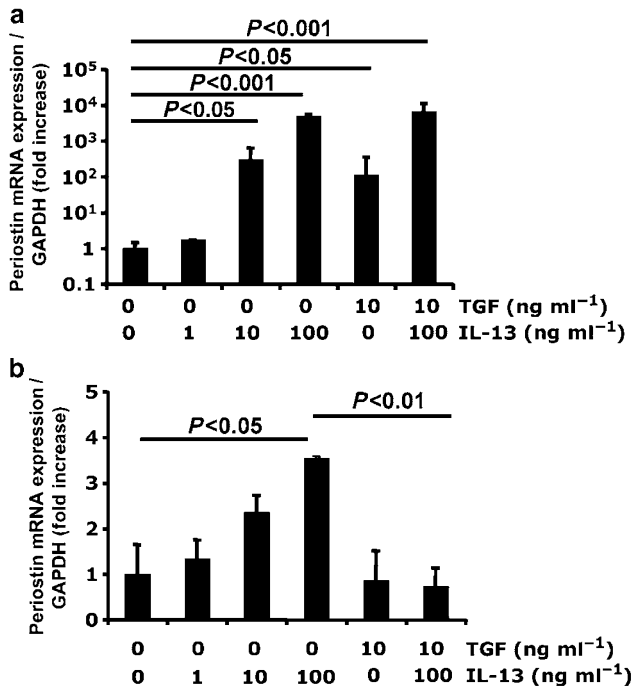 a
P<0.001
P<0.05
P<0.001
P<0.05
Periostin mRNA expression /
GAPDH (fold increase)
10⁵
10⁴
10³
10²
10¹
1
0.1
0 0 0 0 10 10 TGF (ng ml⁻¹)
0 1 10 100 0 100 IL-13 (ng ml⁻¹)
b
P<0.01
P<0.05
Periostin mRNA expression /
GAPDH (fold increase)
5
4
3
2
1
0
0 0 0 0 10 10 TGF (ng ml⁻¹)
0 1 10 100 0 100 IL-13 (ng ml⁻¹)